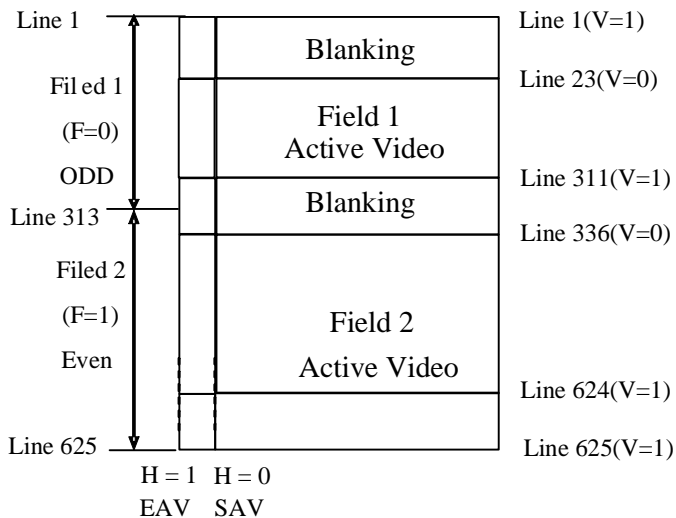 Line 1
Line 1(V=1)
Blanking
Line 23(V=0)
Filed 1
(F=0)
ODD
Field 1
Active Video
Line 311(V=1)
Blanking
Line 313
Line 336(V=0)
Filed 2
(F=1)
Even
Field 2
Active Video
Line 624(V=1)
Line 625
Line 625(V=1)
H = 1 H = 0
EAV SAV